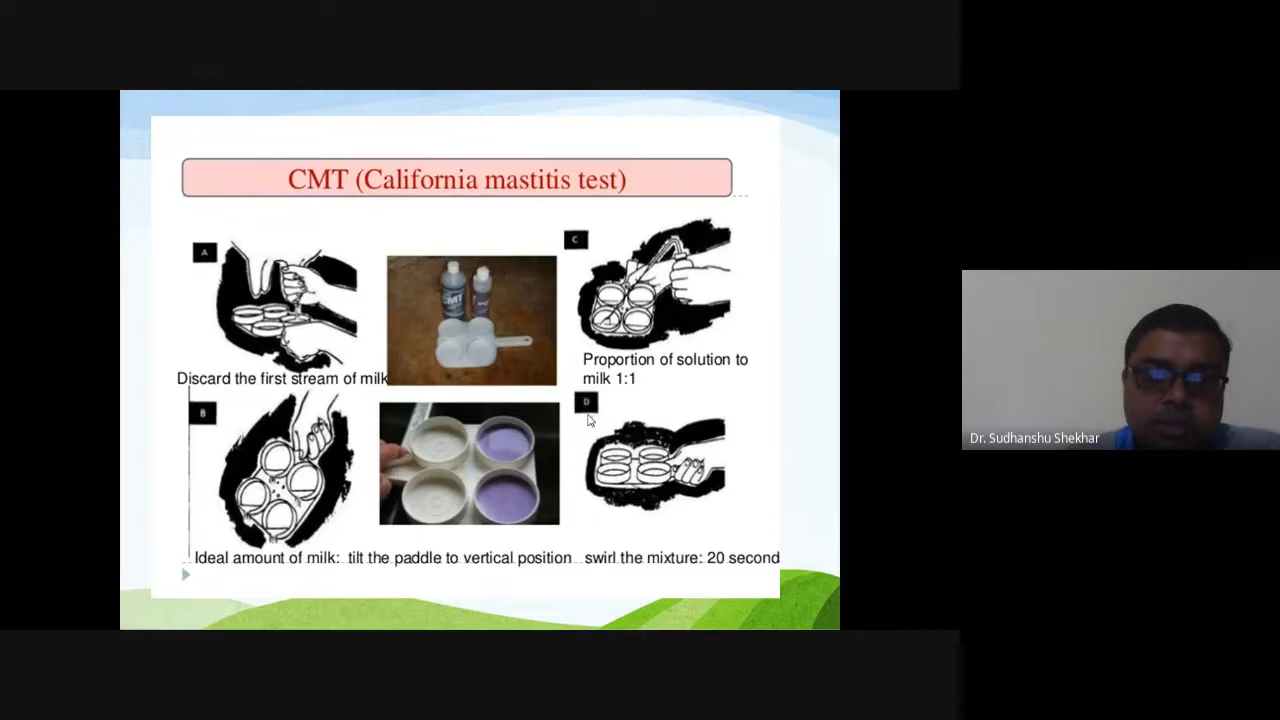 CMT (California mastitis test)
A
Discard the first stream of milk
C
Proportion of solution to
milk 1:1
B
Ideal amount of milk: tilt the paddle to vertical position
D
swirl the mixture: 20 second
CMT
Dr. Sudhanshu Shekhar